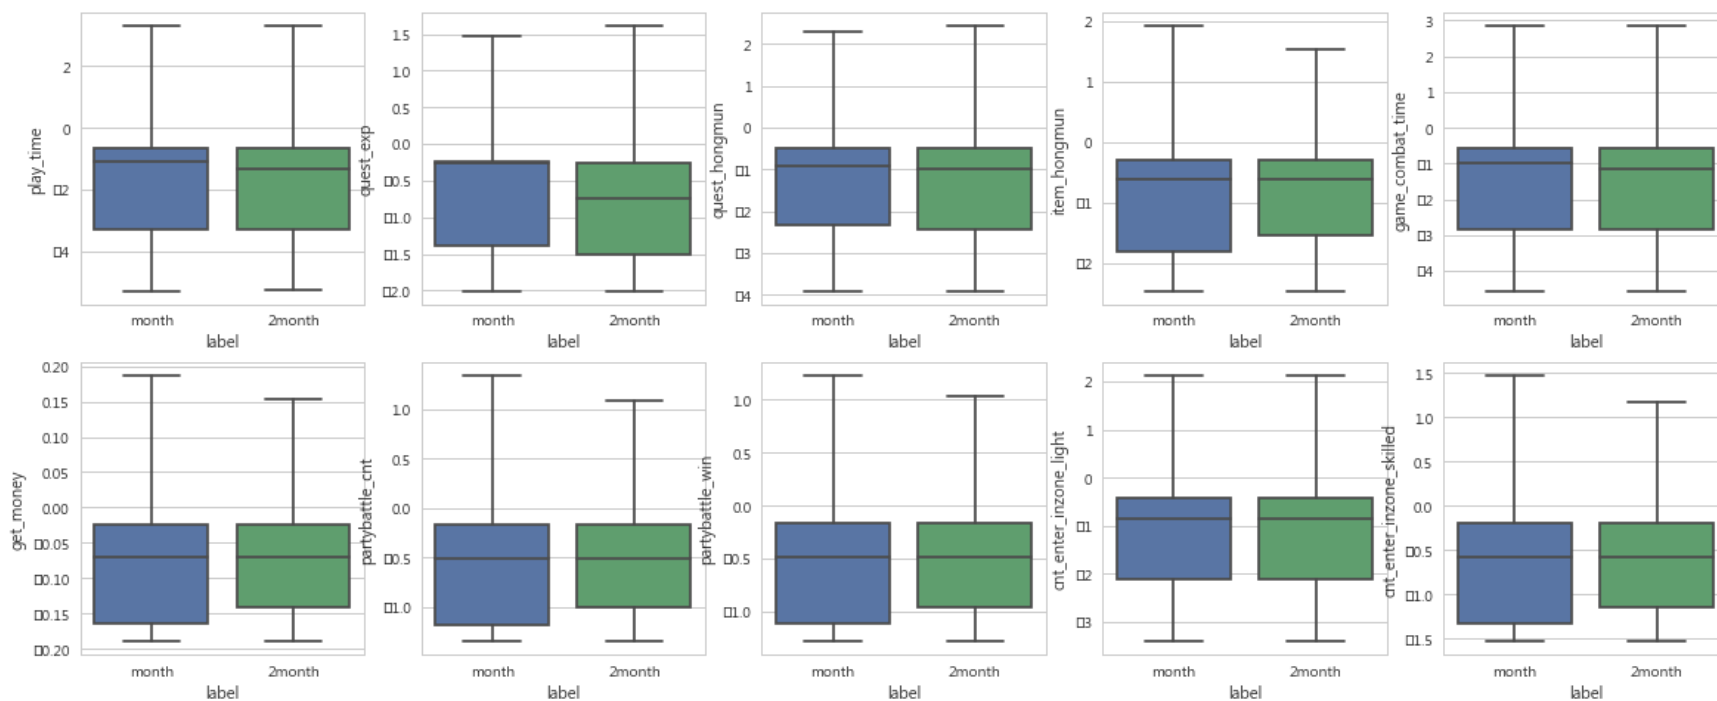 play_time
2
0
□2
□4
month
2month
label
quest_exp
1.5
1.0
0.5
0.0
□0.5
□1.0
□1.5
□2.0
month
2month
label
quest_hongmun
2
1
0
□1
□2
□3
□4
month
2month
label
item_hongmun
2
1
0
□1
□2
month
2month
label
game_combat_time
3
2
1
0
□1
□2
□3
□4
month
2month
label
get_money
0.20
0.15
0.10
0.05
0.00
□0.05
□0.10
□0.15
□0.20
month
2month
label
partybattle_cnt
1.0
0.5
0.0
□0.5
□1.0
month
2month
label
partybattle_win
1.0
0.5
0.0
□0.5
□1.0
month
2month
label
cnt_enter_inzone_light
2
1
0
□1
□2
□3
month
2month
label
cnt_enter_inzone_skilled
1.5
1.0
0.5
0.0
□0.5
□1.0
□1.5
month
2month
label